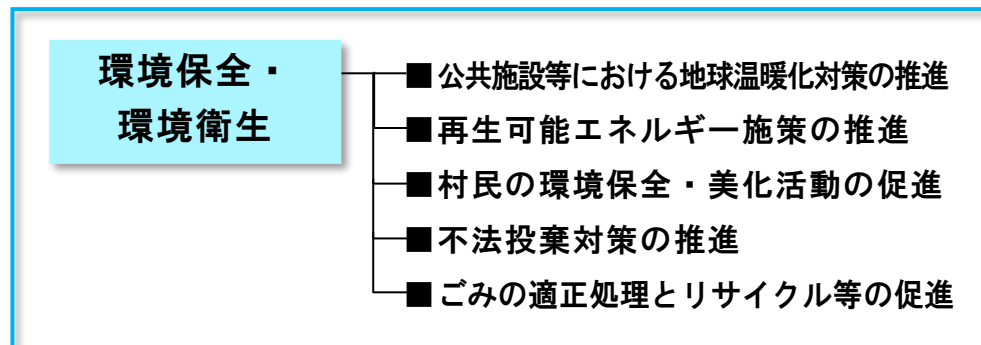 環境保全・
環境衛生
■公共施設等における地球温暖化対策の推進
■再生可能エネルギー施策の推進
■村民の環境保全・美化活動の促進
■不法投棄対策の推進
■ごみの適正処理とリサイクル等の促進